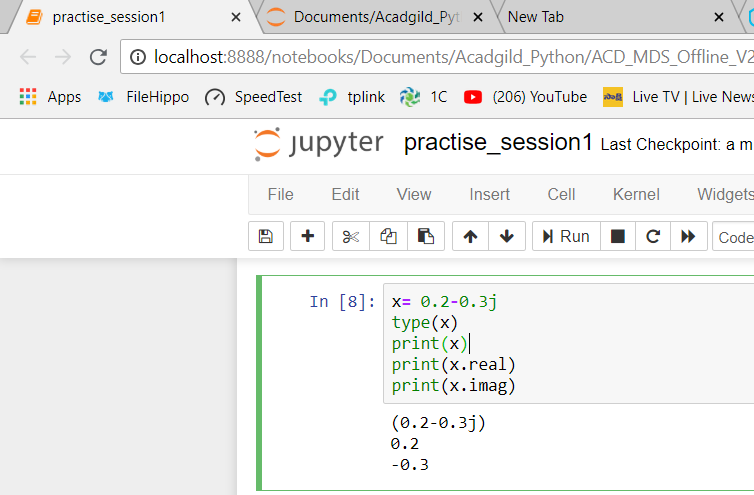 practise_session1
Documents/Acadgild_Pyt
New Tab
localhost:8888/notebooks/Documents/Acadgild_Python/ACD_MDS_Offline_V2
Apps FileHippo SpeedTest tplink 1C (206) YouTube Live TV | Live News
jupyter practise_session1 Last Checkpoint: a m
File Edit View Insert Cell Kernel Widgets
Run Code
In [8]: x= 0.2-0.3j
type(x)
print(x)
print(x.real)
print(x.imag)
(0.2-0.3j)
0.2
-0.3